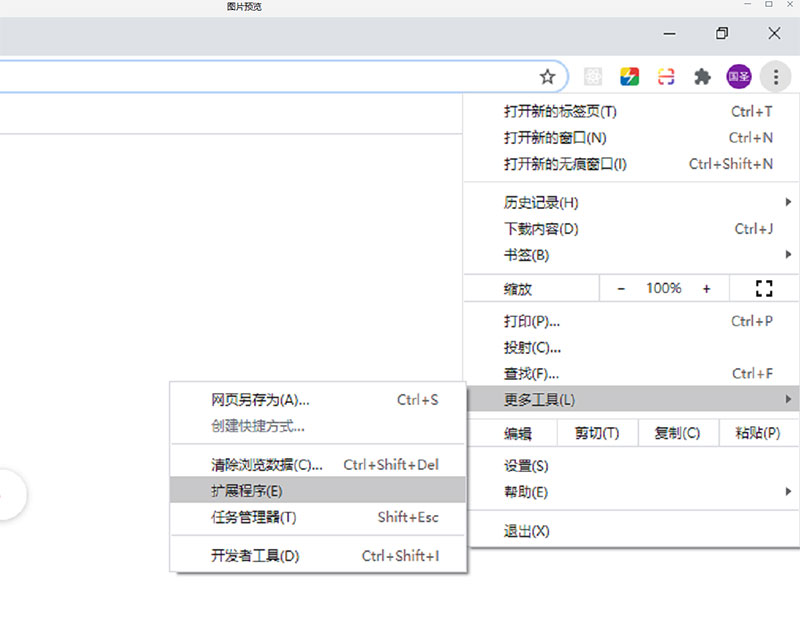 图片预览
国圣
打开新的标签页(T) Ctrl+T
打开新的窗口(N) Ctrl+N
打开新的无痕窗口(I) Ctrl+Shift+N
历史记录(H)
下载内容(D) Ctrl+J
书签(B)
缩放 - 100% +
打印(P)... Ctrl+P
投射(C)...
查找(F)... Ctrl+F
更多工具(L)
编辑 剪切(T) 复制(C) 粘贴(P)
设置(S)
帮助(E)
退出(X)
网页另存为(A)... Ctrl+S
创建快捷方式...
清除浏览数据(C)... Ctrl+Shift+Del
扩展程序(E)
任务管理器(T) Shift+Esc
开发者工具(D) Ctrl+Shift+I